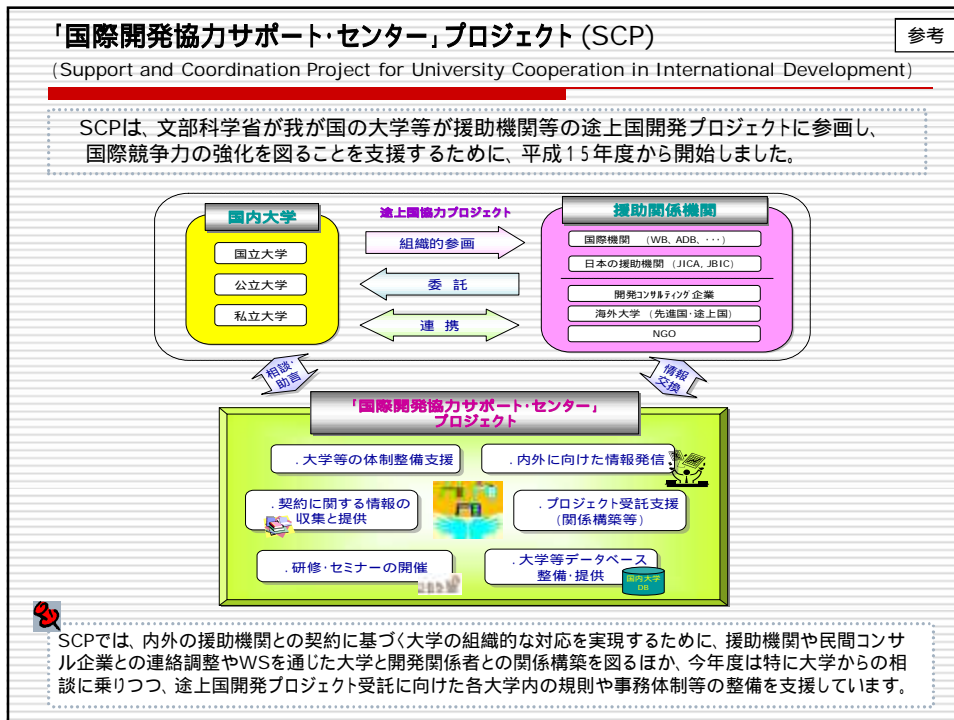 「国際開発協力サポート・センター」プロジェクト (SCP)
参考
(Support and Coordination Project for University Cooperation in International Development)
SCPは、文部科学省が我が国の大学等が援助機関等の途上国開発プロジェクトに参画し、
国際競争力の強化を図ることを支援するために、平成15年度から開始しました。
国内大学
国立大学
公立大学
私立大学
途上国協力プロジェクト
組織的参画
委 託
連 携
援助関係機関
国際機関 (WB, ADB, ・・・)
日本の援助機関 (JICA, JBIC)
開発コンサルティング企業
海外大学 (先進国・途上国)
NGO
相談・
助言
情報
交換
「国際開発協力サポート・センター」
プロジェクト
.大学等の体制整備支援
.内外に向けた情報発信
.契約に関する情報の
収集と提供
.プロジェクト受託支援
(関係構築等)
.研修・セミナーの開催
.大学等データベース
整備・提供
国内大学
DB
SCPでは、内外の援助機関との契約に基づく大学の組織的な対応を実現するために、援助機関や民間コンサ
ル企業との連絡調整やWSを通じた大学と開発関係者との関係構築を図るほか、今年度は特に大学からの相
談に乗りつつ、途上国開発プロジェクト受託に向けた各大学内の規則や事務体制等の整備を支援しています。